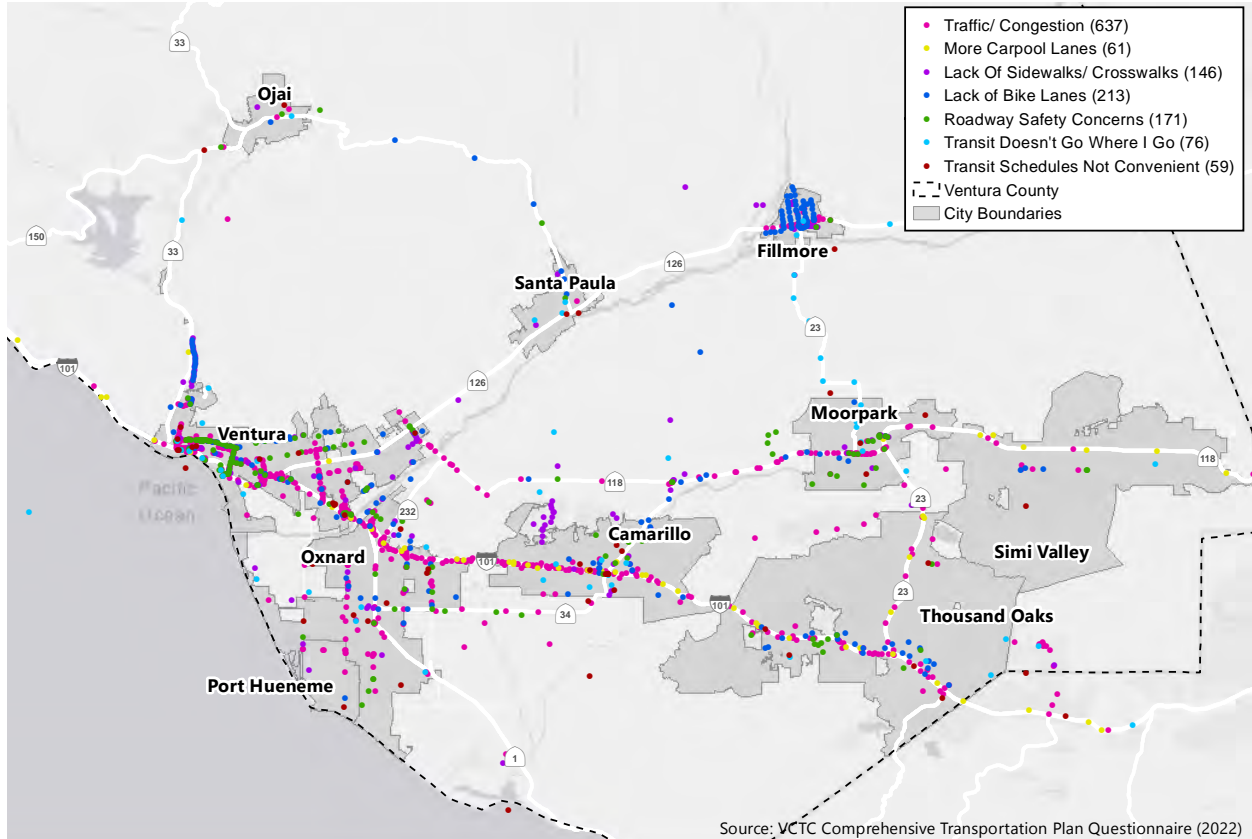 Traffic/ Congestion (637)
More Carpool Lanes (61)
Lack Of Sidewalks/ Crosswalks (146)
Lack of Bike Lanes (213)
Roadway Safety Concerns (171)
Transit Doesn't Go Where I Go (76)
Transit Schedules Not Convenient (59)
Ventura County
City Boundaries
33
Ojai
150
33
Fillmore
126
Santa Paula
23
101
126
Moorpark
Ventura
118
Pacific
Ocean
118
23
232
Camarillo
Oxnard
101
Simi Valley
23
101
34
Thousand Oaks
Port Hueneme
1
Source: VCTC Comprehensive Transportation Plan Questionnaire (2022)